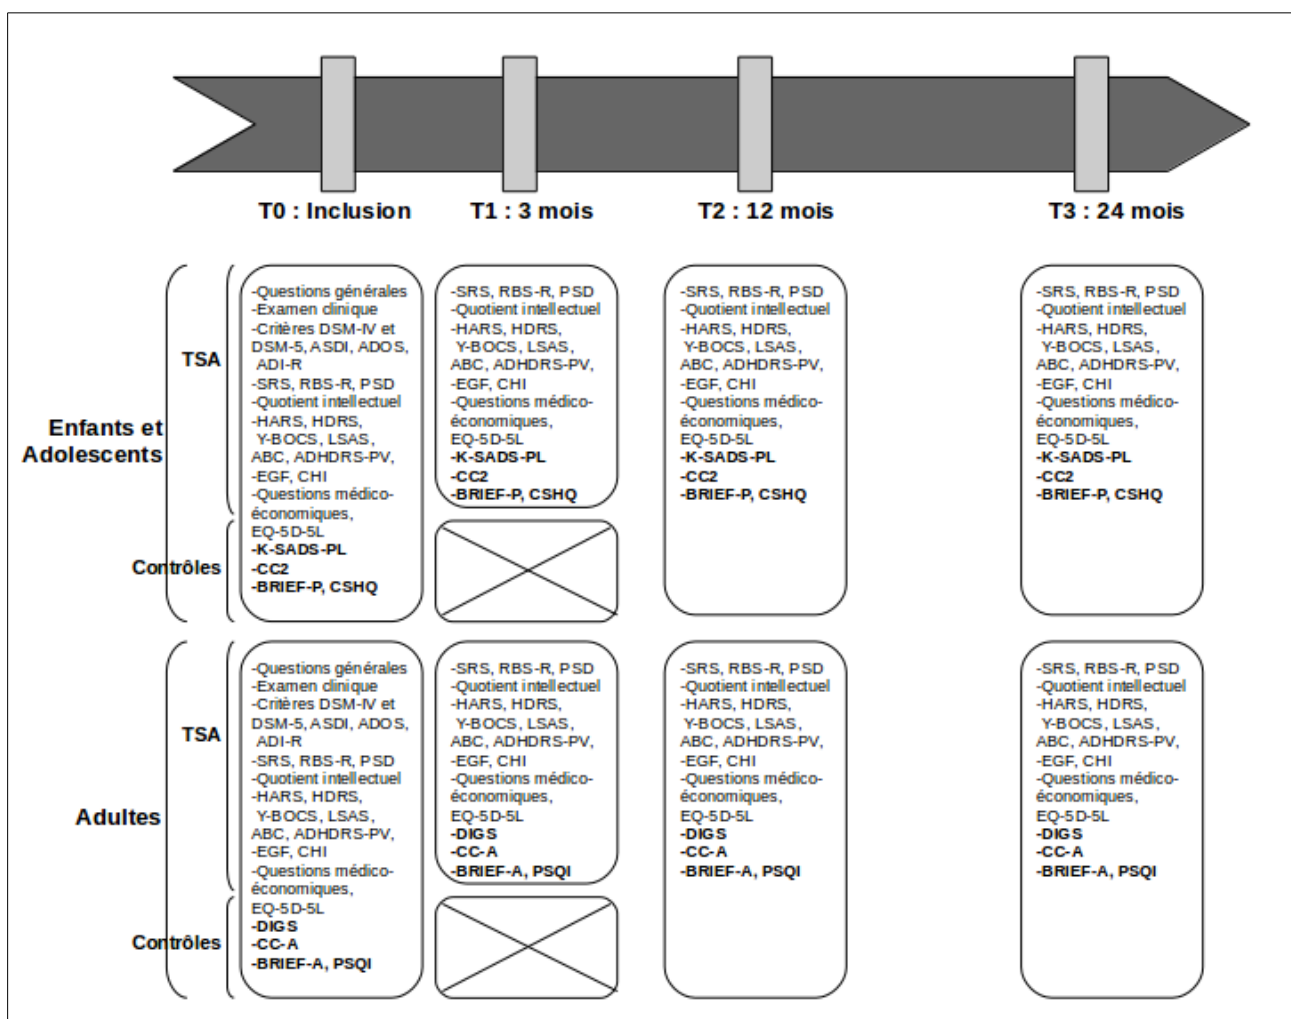 T0 : Inclusion
T1 : 3 mois
T2 : 12 mois
T3 : 24 mois
Enfants et
Adolescents
TSA
Contrôles
-Questions générales
-Examen clinique
-Critères DSM-IV et
DSM-5, ASDI, ADOS,
ADI-R
-SRS, RBS-R, PSD
-Quotient intellectuel
-HARS, HDRS,
Y-BOCS, LSAS,
ABC, ADHDRS-PV,
-EGF, CHI
-Questions médico-
économiques,
EQ-5D-5L
-K-SADS-PL
-CC2
-BRIEF-P, CSHQ
-SRS, RBS-R, PSD
-Quotient intellectuel
-HARS, HDRS,
Y-BOCS, LSAS,
ABC, ADHDRS-PV,
-EGF, CHI
-Questions médico-
économiques,
EQ-5D-5L
-K-SADS-PL
-CC2
-BRIEF-P, CSHQ
-SRS, RBS-R, PSD
-Quotient intellectuel
-HARS, HDRS,
Y-BOCS, LSAS,
ABC, ADHDRS-PV,
-EGF, CHI
-Questions médico-
économiques,
EQ-5D-5L
-K-SADS-PL
-CC2
-BRIEF-P, CSHQ
-SRS, RBS-R, PSD
-Quotient intellectuel
-HARS, HDRS,
Y-BOCS, LSAS,
ABC, ADHDRS-PV,
-EGF, CHI
-Questions médico-
économiques,
EQ-5D-5L
-K-SADS-PL
-CC2
-BRIEF-P, CSHQ
Adultes
TSA
Contrôles
-Questions générales
-Examen clinique
-Critères DSM-IV et
DSM-5, ASDI, ADOS,
ADI-R
-SRS, RBS-R, PSD
-Quotient intellectuel
-HARS, HDRS,
Y-BOCS, LSAS,
ABC, ADHDRS-PV,
-EGF, CHI
-Questions médico-
économiques,
EQ-5D-5L
-DIGS
-CC-A
-BRIEF-A, PSQI
-SRS, RBS-R, PSD
-Quotient intellectuel
-HARS, HDRS,
Y-BOCS, LSAS,
ABC, ADHDRS-PV,
-EGF, CHI
-Questions médico-
économiques,
EQ-5D-5L
-DIGS
-CC-A
-BRIEF-A, PSQI
-SRS, RBS-R, PSD
-Quotient intellectuel
-HARS, HDRS,
Y-BOCS, LSAS,
ABC, ADHDRS-PV,
-EGF, CHI
-Questions médico-
économiques,
EQ-5D-5L
-DIGS
-CC-A
-BRIEF-A, PSQI
-SRS, RBS-R, PSD
-Quotient intellectuel
-HARS, HDRS,
Y-BOCS, LSAS,
ABC, ADHDRS-PV,
-EGF, CHI
-Questions médico-
économiques,
EQ-5D-5L
-DIGS
-CC-A
-BRIEF-A, PSQI